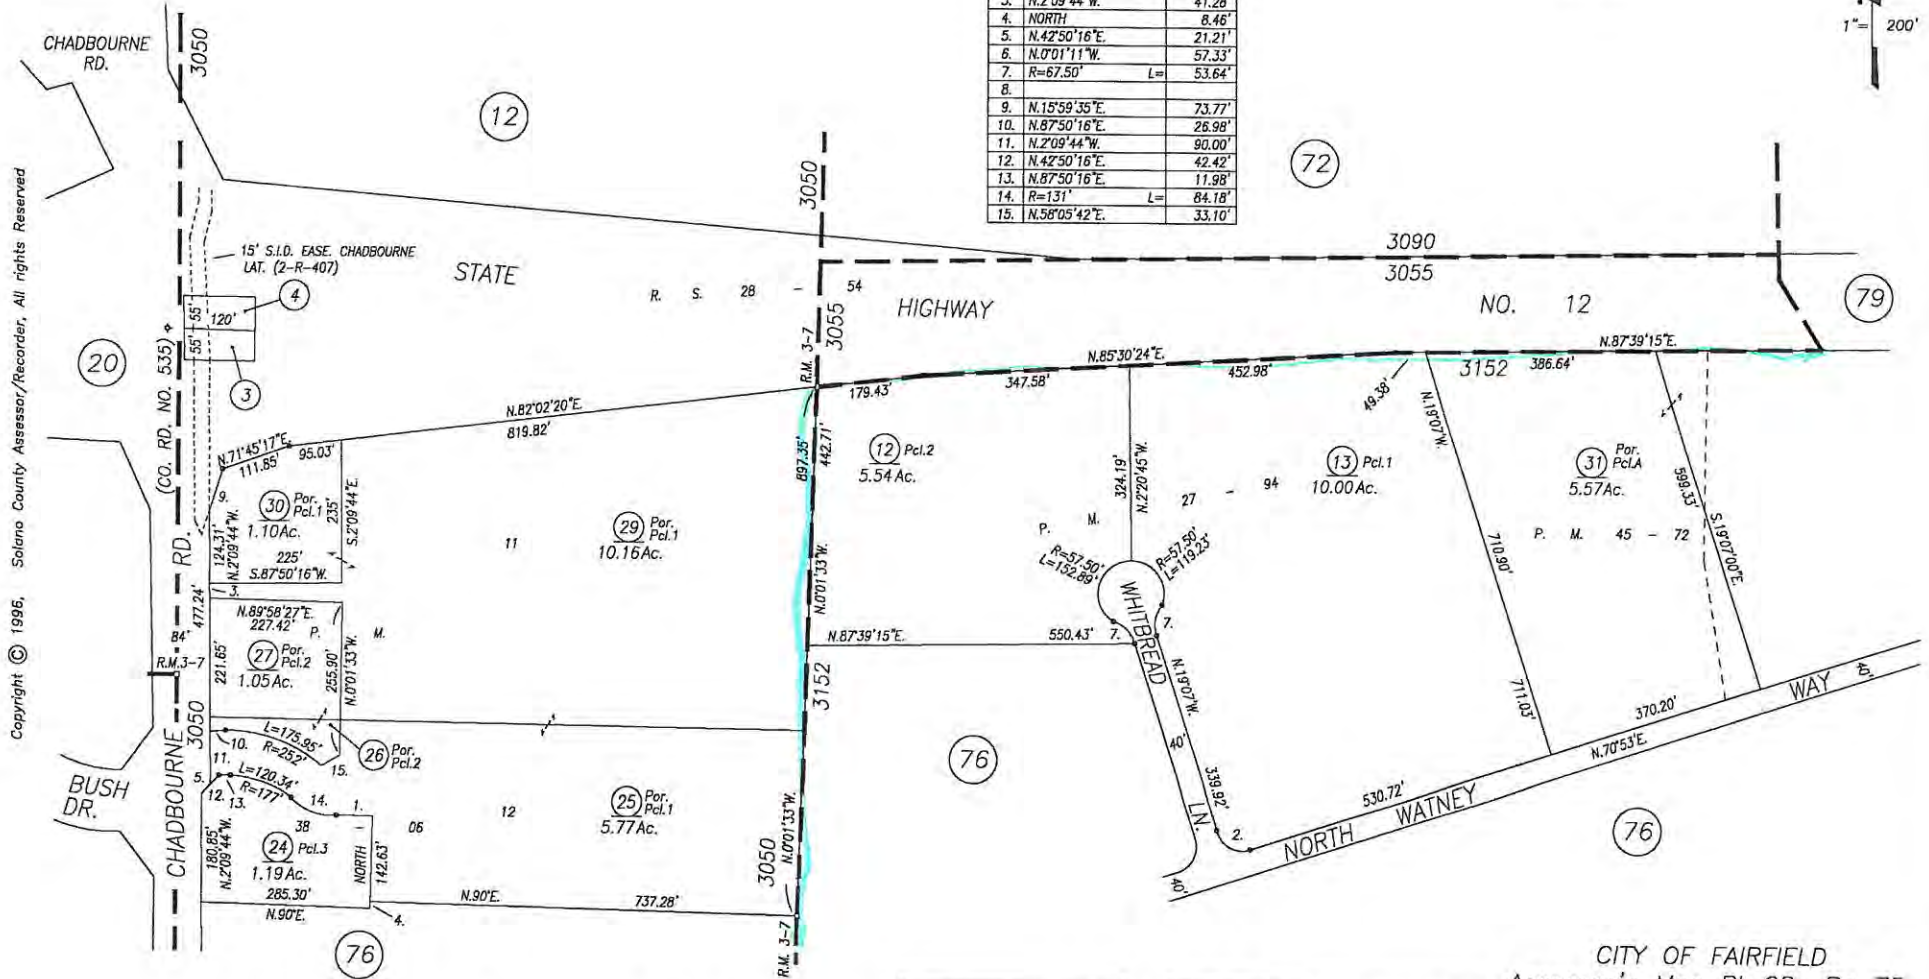 CHADBOURNE
RD.
3050
12
3. N.2°09'44"W. 41.28'
4. NORTH 8.46'
5. N.42°50'16"E. 21.21'
6. N.0°01'11"W. 57.33'
7. R=67.50' L= 53.64'
8.
9. N.15°59'35"E. 73.77'
10. N.87°50'16"E. 26.98'
11. N.2°09'44"W. 90.00'
12. N.42°50'16"E. 42.42'
13. N.87°50'16"E. 11.98'
14. R=131' L= 84.18'
15. N.58°05'42"E. 33.10'
1"= 200'
72
3050
Copyright © 1996, Solano County Assessor/Recorder, All rights Reserved
15' S.I.D. EASE. CHADBOURNE
LAT. (2-R-407)
STATE
R. S. 28 - 54
HIGHWAY
NO. 12
3090
3055
3055
79
4
55'
120'
55'
3
20
(CO. RD. NO. 535)
R.M. 3-7
N.85°30'24"E.
N.87°39'15"E.
179.43'
347.58'
452.98'
3152
386.64'
49.38'
N.82°02'20"E.
819.82'
N.71°45'17"E.
111.85'
95.03'
9.
30 Por. Pcl.1
1.10Ac.
235'
S.2°09'44"E.
124.31'
N.2°09'44"W.
225'
S.87°50'16"W.
3.
11
29 Por. Pcl.1
10.16Ac.
897.35'
442.71'
N.0°01'33"W.
12 Pcl.2
5.54Ac.
324.19'
N.2°20'45"W.
P. M. 27 - 94
13 Pcl.1
10.00Ac.
N.19°07'W.
710.90'
711.03'
31 Por. Pcl.A
5.57Ac.
P. M. 45 - 72
599.33'
S.19°07'00"E.
R=57.50'
L=152.89'
R=57.50'
L=119.23'
WHITBREAD
LN.
7.
7.
N.87°39'15"E.
550.43'
477.24'
84'
R.M.3-7
N.89°58'27"E.
227.42'
P. M.
27 Por. Pcl.2
1.05Ac.
221.65'
255.90'
N.0°01'33"W.
3152
3050
10.
L=175.95'
R=252'
15.
26 Por. Pcl.2
11.
5.
L=120.34'
R=177'
12.
13.
14.
1.
38 - 06
12
25 Por. Pcl.1
5.77Ac.
BUSH
DR.
CHADBOURNE RD.
180.85'
N.2°09'44"W.
24 Pcl.3
1.19Ac.
NORTH
142.63'
285.30'
N.90°E.
4.
N.90°E.
737.28'
N.0°01'33"W.
3050
R.M. 3-7
76
76
N.19°07'W.
40'
339.92'
2.
40'
530.72'
370.20'
N.70°53'E.
NORTH WATNEY WAY
40'
76
CITY OF FAIRFIELD